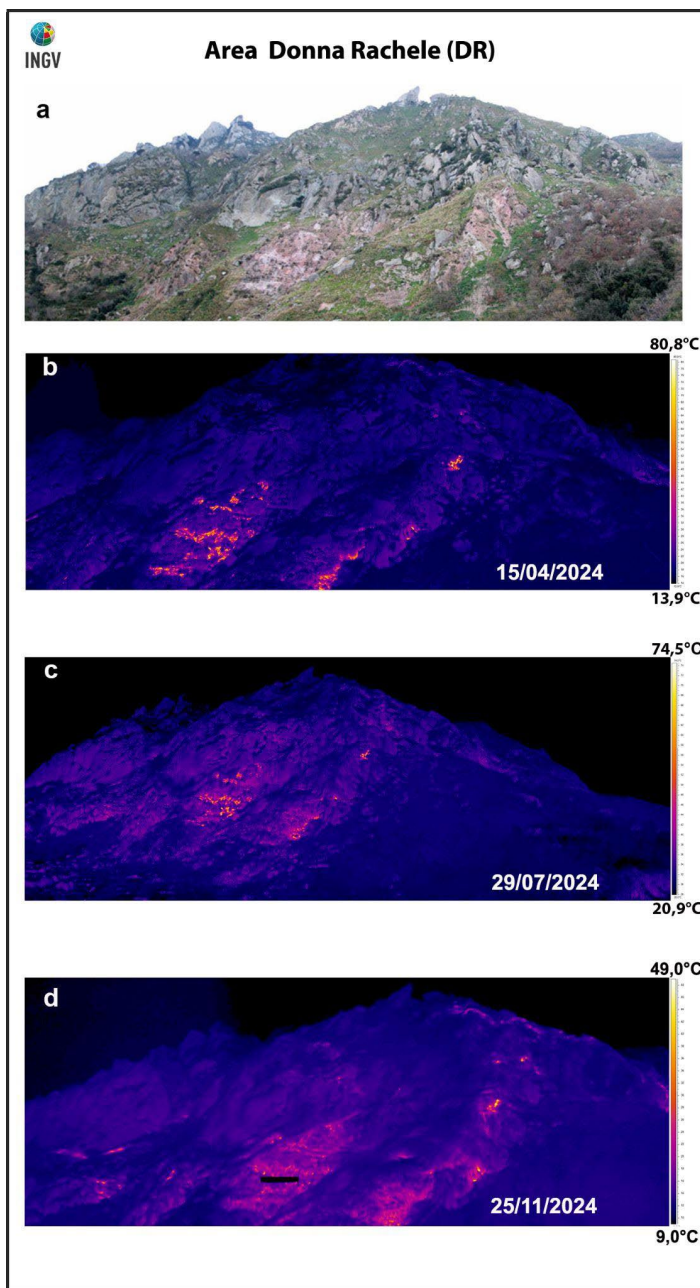 INGV
Area Donna Rachele (DR)
a
80,8°C
b
15/04/2024
13,9°C
74,5°C
c
29/07/2024
20,9°C
49,0°C
d
25/11/2024
9,0°C